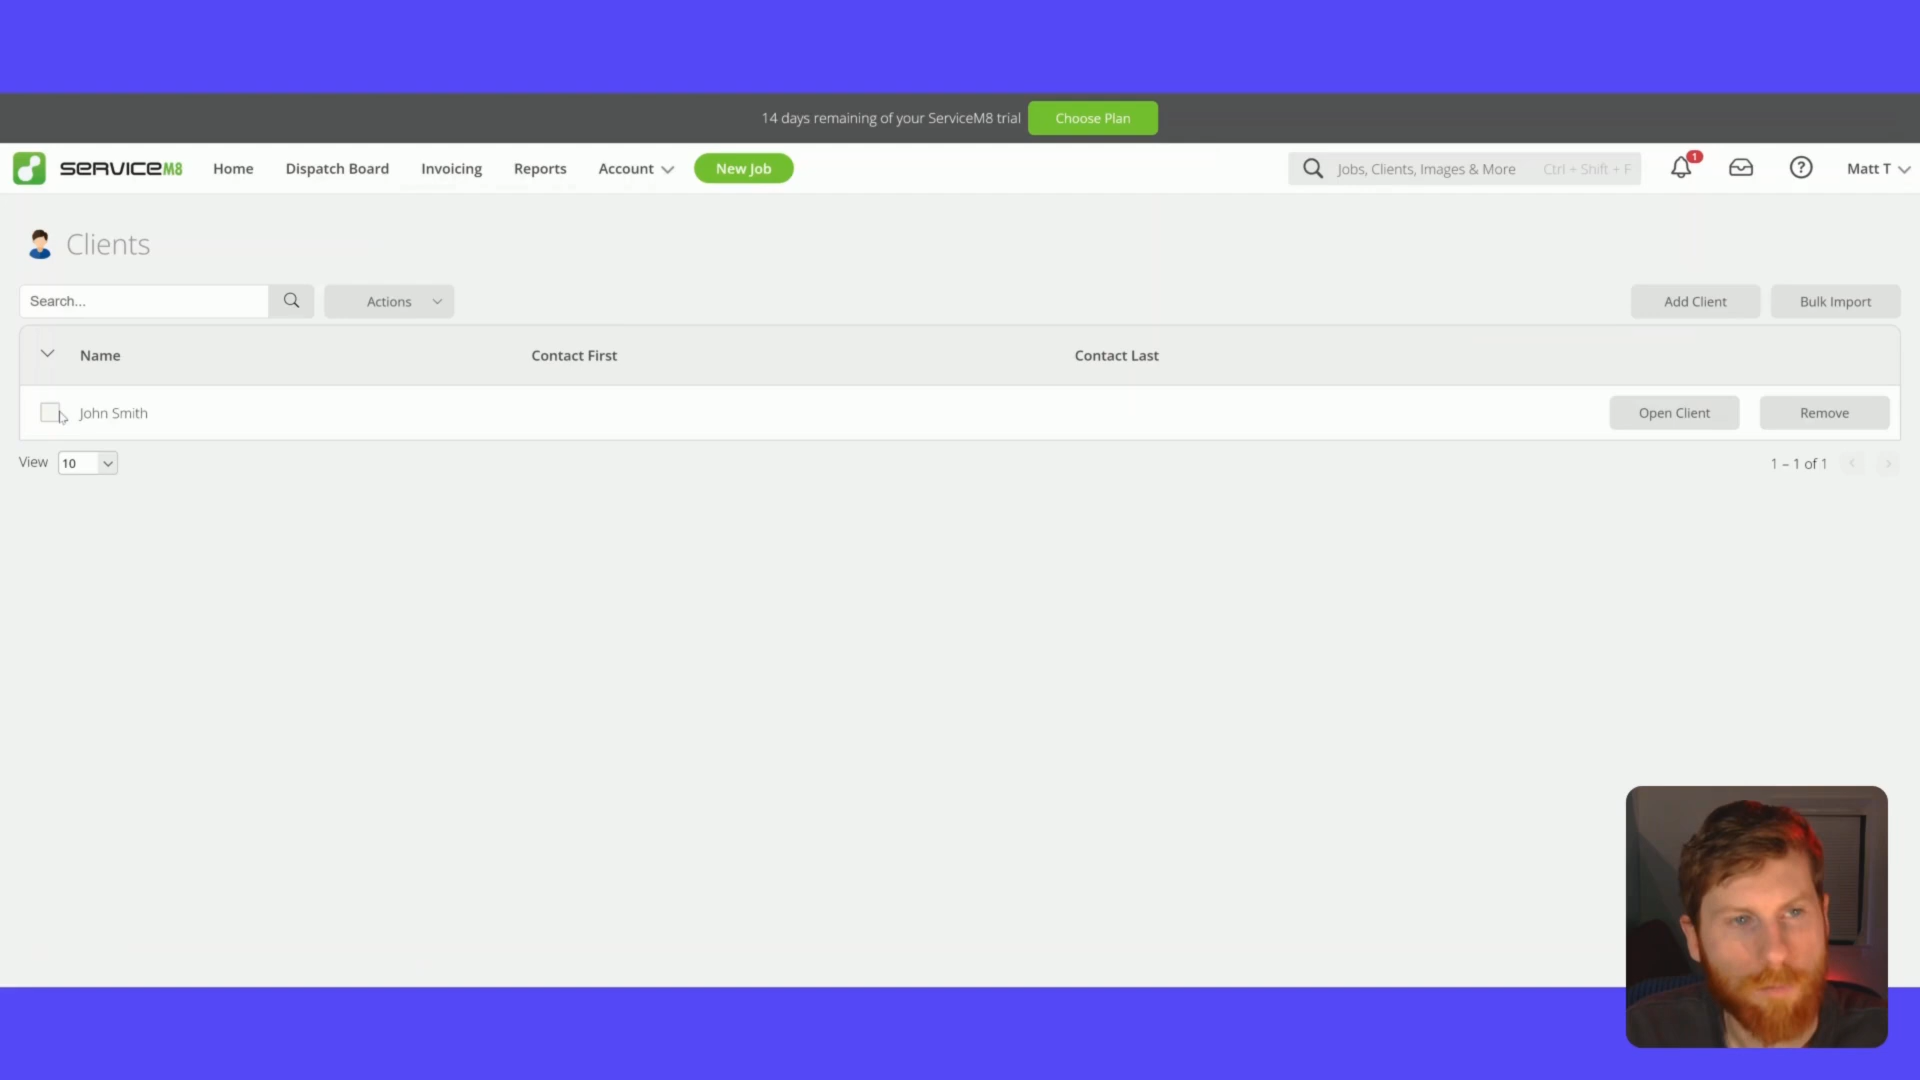 14 days remaining of your ServiceM8 trial Choose Plan
SERVICEM8 Home Dispatch Board Invoicing Reports Account New Job Jobs, Clients, Images & More Ctrl + Shift + F 1 Matt T
Clients
Search... Actions Add Client Bulk Import
Name Contact First Contact Last
John Smith Open Client Remove
View 10 1 – 1 of 1